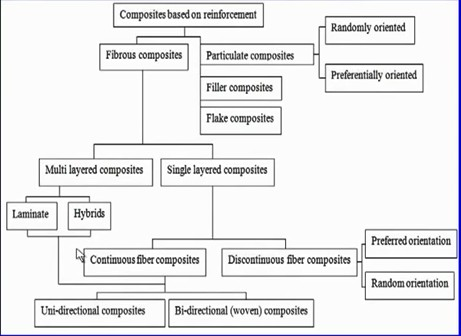 Composites based on reinforcement
Randomly oriented
Fibrous composites
Particulate composites
Preferentially oriented
Filler composites
Flake composites
Multi layered composites
Single layered composites
Laminate
Hybrids
Preferred orientation
Continuous fiber composites
Discontinuous fiber composites
Random orientation
Uni-directional composites
Bi-directional (woven) composites